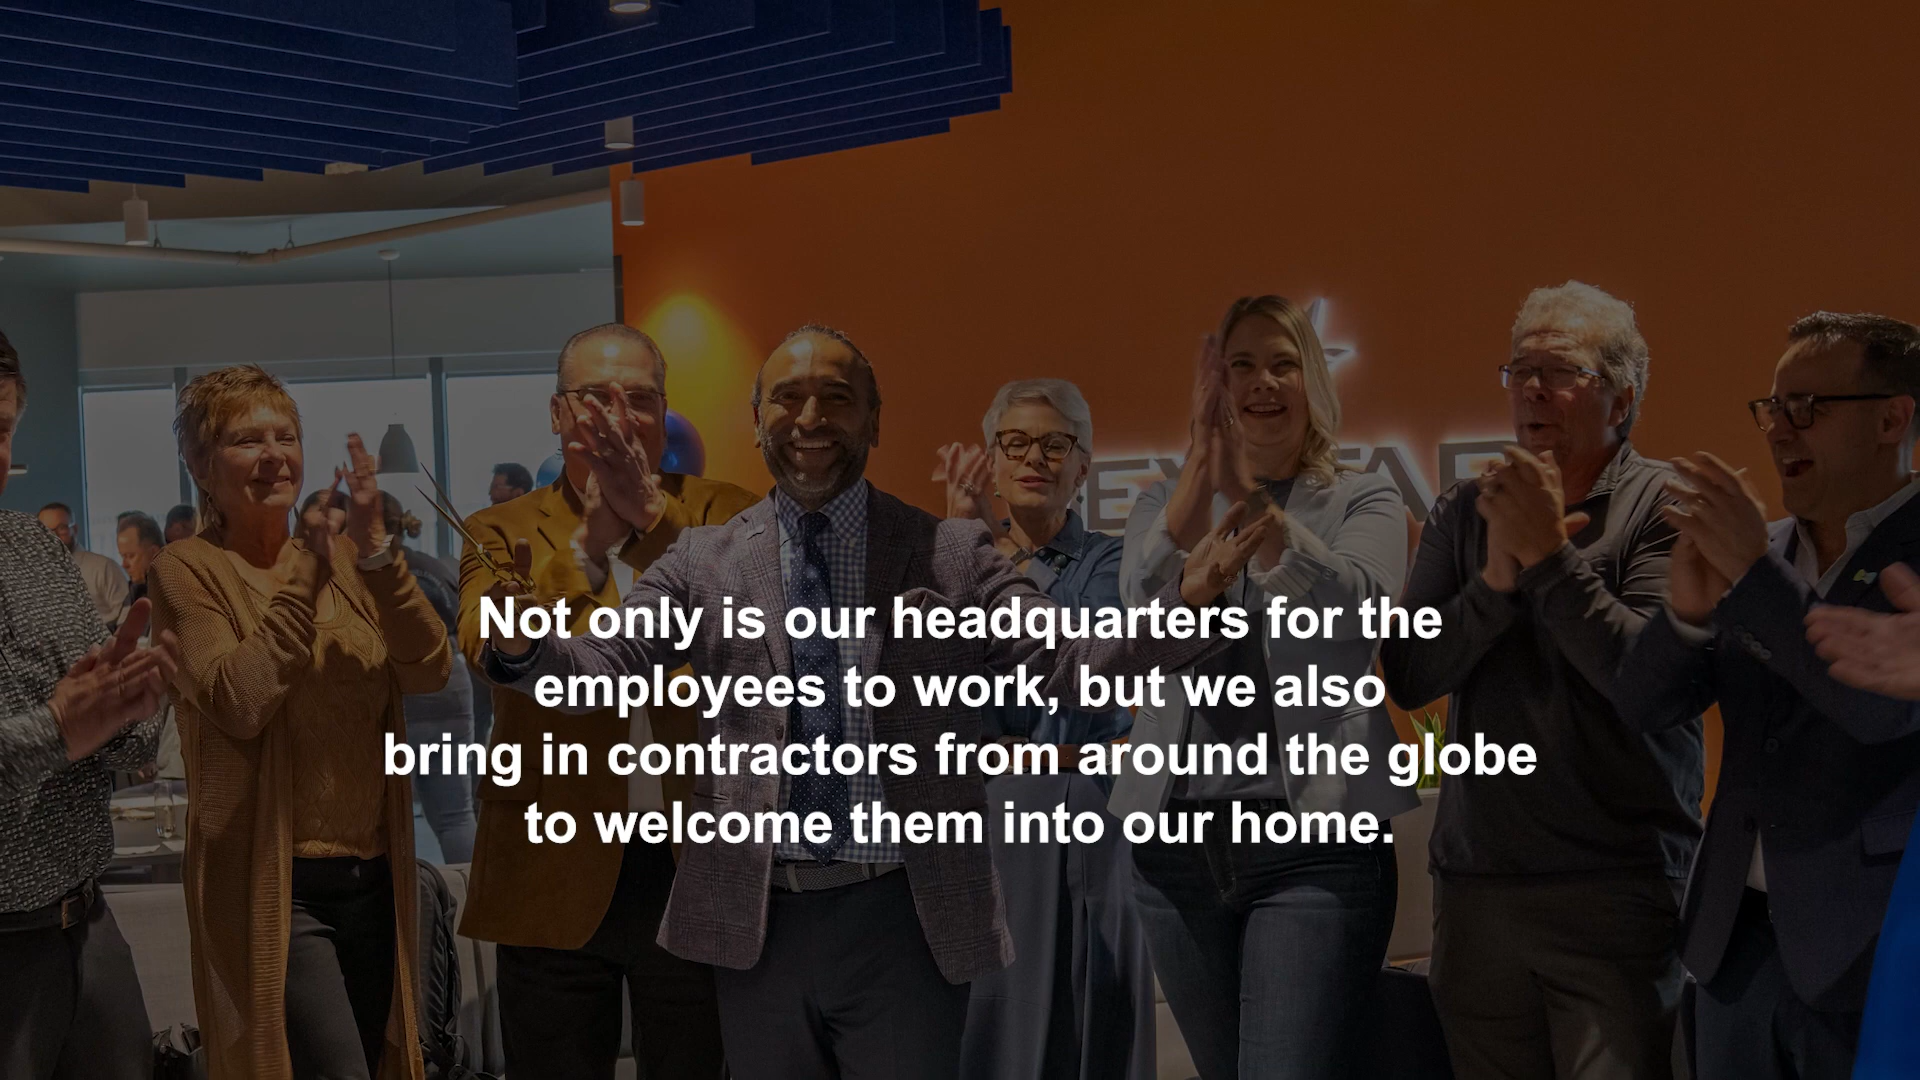 Not only is our headquarters for the
employees to work, but we also
bring in contractors from around the globe
to welcome them into our home.